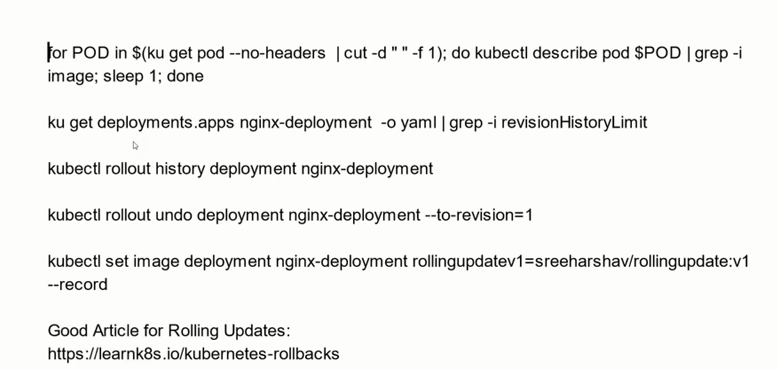 for POD in $(ku get pod --no-headers  | cut -d " " -f 1); do kubectl describe pod $POD | grep -i
image; sleep 1; done
ku get deployments.apps nginx-deployment  -o yaml | grep -i revisionHistoryLimit
kubectl rollout history deployment nginx-deployment
kubectl rollout undo deployment nginx-deployment --to-revision=1
kubectl set image deployment nginx-deployment rollingupdatev1=sreeharshav/rollingupdate:v1
--record
Good Article for Rolling Updates:
https://learnk8s.io/kubernetes-rollbacks